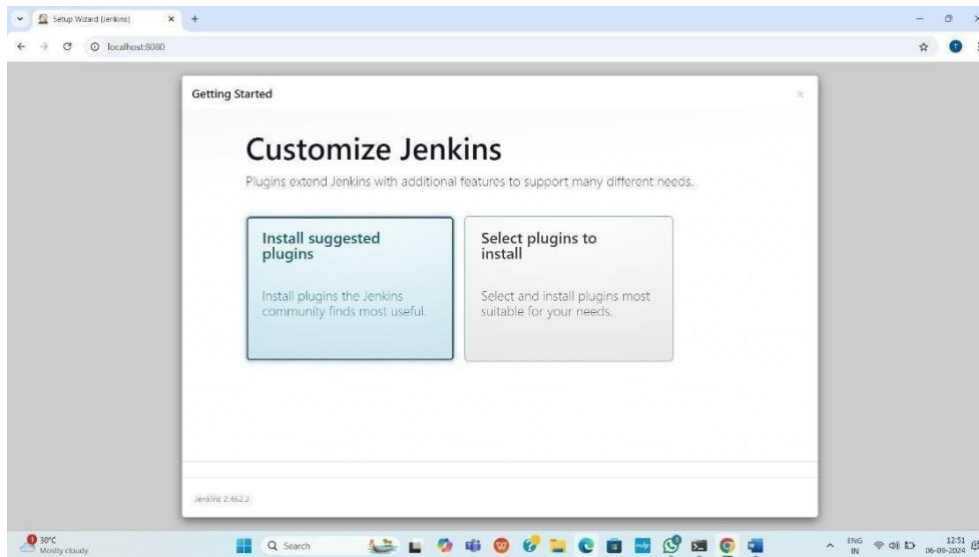 Setup Wizard [Jenkins]
localhost:8080
T
Getting Started
Customize Jenkins
Plugins extend Jenkins with additional features to support many different needs.
Install suggested
plugins
Install plugins the Jenkins
community finds most useful.
Select plugins to
install
Select and install plugins most
suitable for your needs.
Jenkins 2.462.2
30°C
Mostly cloudy
Search
ENG
IN
12:51
06-09-2024